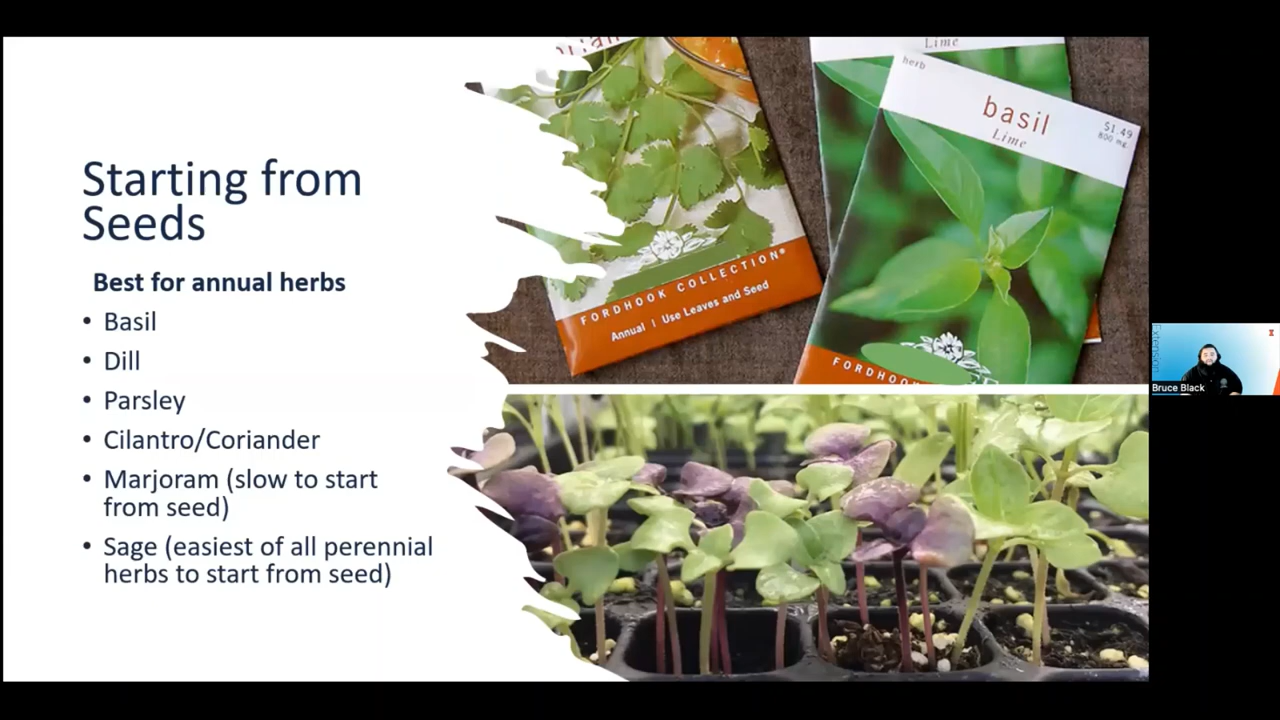 Starting from
Seeds
Best for annual herbs
• Basil
• Dill
• Parsley
• Cilantro/Coriander
• Marjoram (slow to start
from seed)
• Sage (easiest of all perennial
herbs to start from seed)
FORDHOOK COLLECTION®
Annual | Use Leaves and Seed
Lime
herb
basil
Lime
$1.49
800 mg.
FORDHOO
Extension
Bruce Black